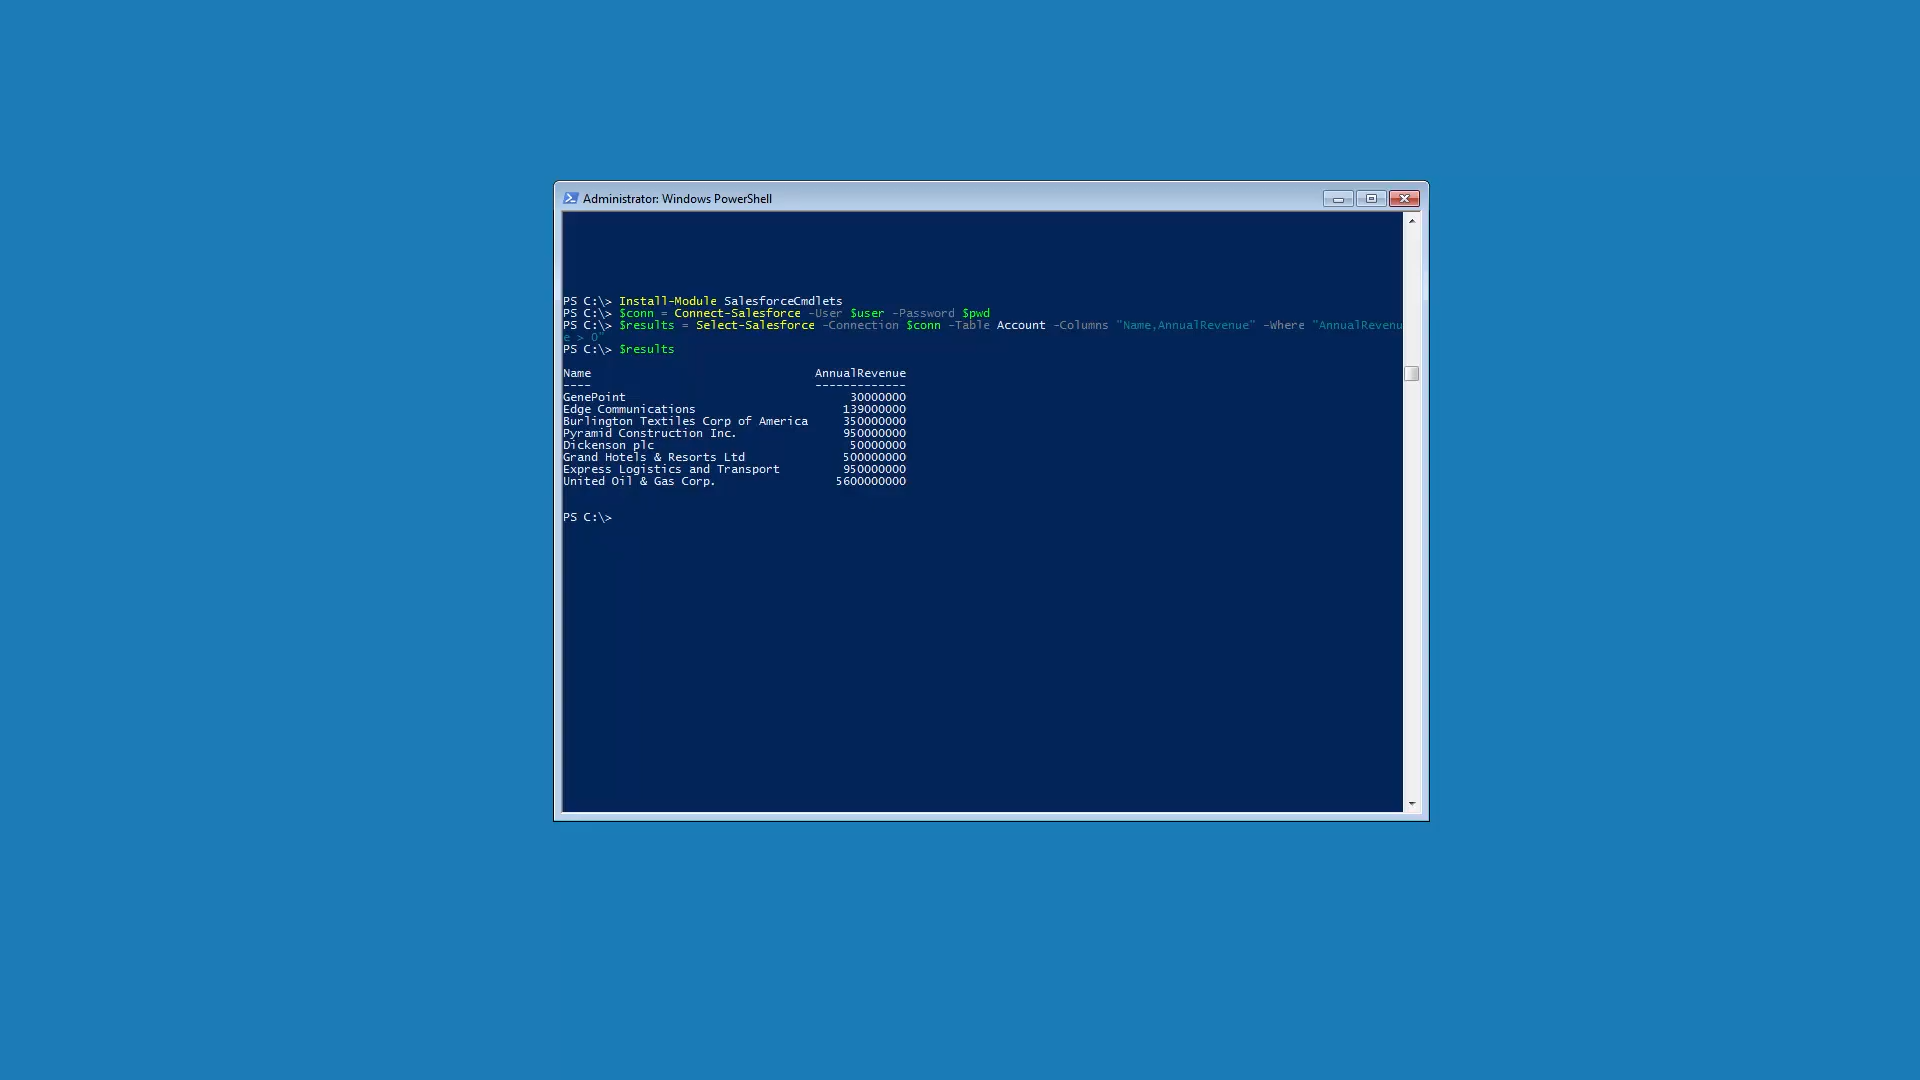 Administrator: Windows PowerShell
PS C:\> Install-Module SalesforceCmdlets
PS C:\> $conn = Connect-Salesforce -User $user -Password $pwd
PS C:\> $results = Select-Salesforce -Connection $conn -Table Account -Columns "Name,AnnualRevenue" -Where "AnnualRevenu
e > 0"
PS C:\> $results
Name AnnualRevenue
---- -------------
GenePoint 30000000
Edge Communications 139000000
Burlington Textiles Corp of America 350000000
Pyramid Construction Inc. 950000000
Dickenson plc 50000000
Grand Hotels & Resorts Ltd 500000000
Express Logistics and Transport 950000000
United Oil & Gas Corp. 5600000000
PS C:\>